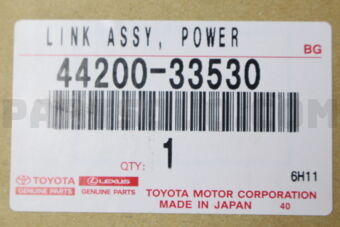 LINK ASSY, POWER
BG
44200-33530
QTY: 1
6H11
TOYOTA LEXUS
GENUINE PARTS GENUINE PARTS
TOYOTA MOTOR CORPORATION
MADE IN JAPAN 40